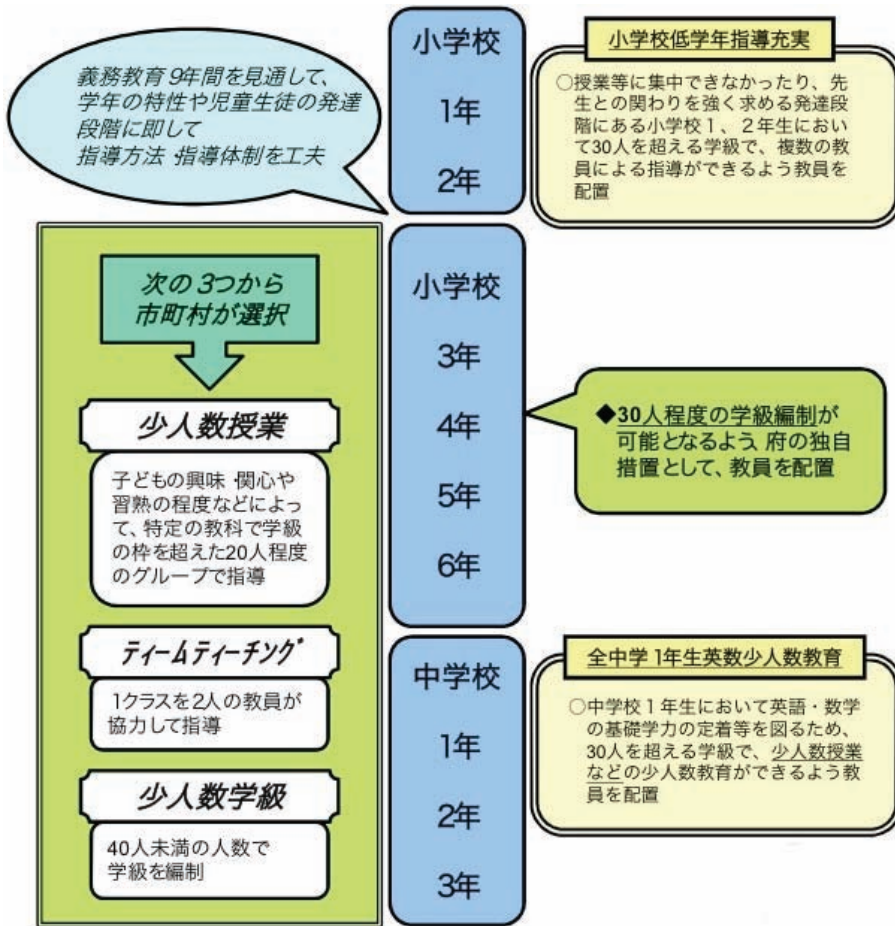 義務教育9年間を見通して、
学年の特性や児童生徒の発達
段階に即して
指導方法・指導体制を工夫
小学校
1年
2年
小学校低学年指導充実
○授業等に集中できなかったり、先
生との関わりを強く求める発達段
階にある小学校1、2年生におい
て30人を超える学級で、複数の教
員による指導ができるよう教員を
配置
次の3つから
市町村が選択
少人数授業
子どもの興味・関心や
習熟の程度などによっ
て、特定の教科で学級
の枠を超えた20人程度
のグループで指導
ティームティーチング
1クラスを2人の教員が
協力して指導
少人数学級
40人未満の人数で
学級を編制
小学校
3年
4年
5年
6年
◆30人程度の学級編制が
可能となるよう、府の独自
措置として、教員を配置
中学校
1年
2年
3年
全中学1年生英数少人数教育
○中学校1年生において英語・数学
の基礎学力の定着等を図るため、
30人を超える学級で、少人数授業
などの少人数教育ができるよう教
員を配置